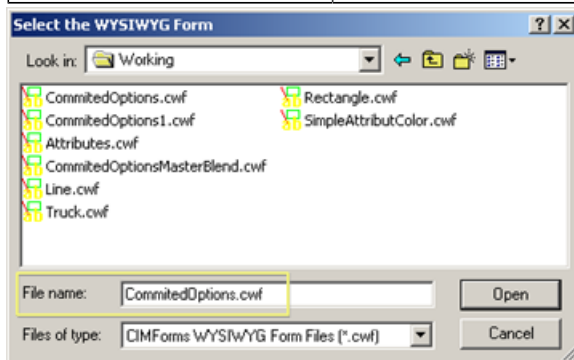 Select the WYSIWYG Form
Look in: Working
CommitedOptions.cwf
CommitedOptions1.cwf
Attributes.cwf
CommitedOptionsMasterBlend.cwf
Line.cwf
Truck.cwf
Rectangle.cwf
SimpleAttributColor.cwf
File name: CommitedOptions.cwf Open
Files of type: CIMForms WYSIWYG Form Files (*.cwf) Cancel